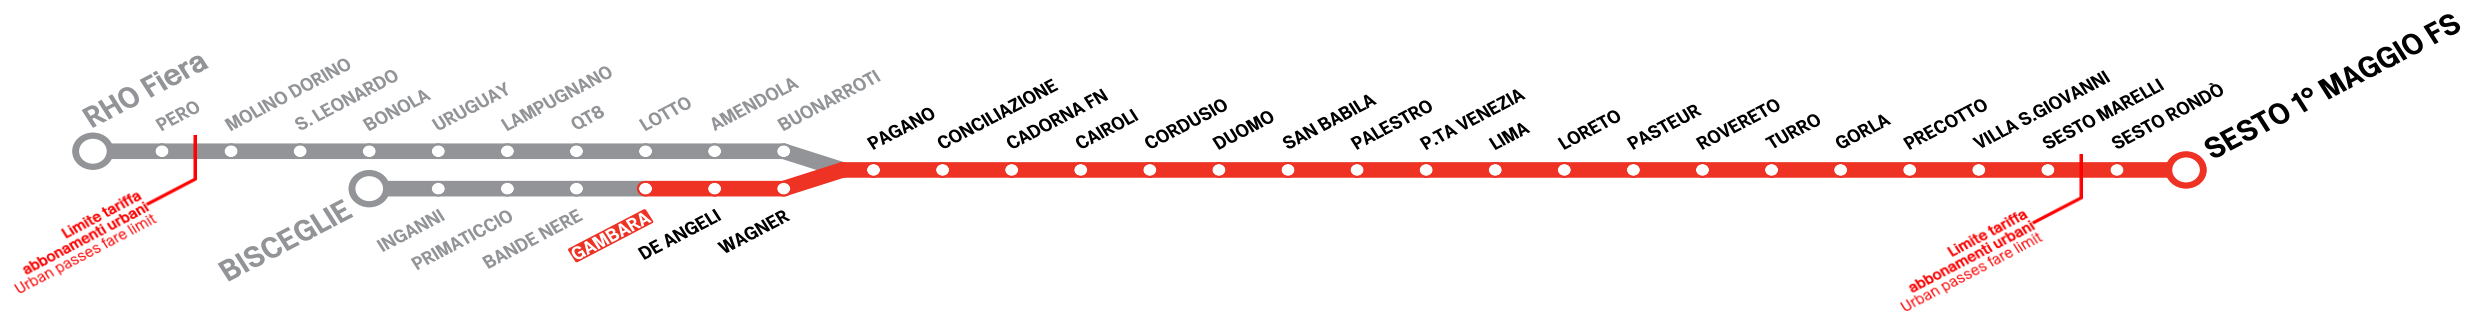 RHO Fiera
PERO
MOLINO DORINO
S. LEONARDO
BONOLA
URUGUAY
LAMPUGNANO
QT8
LOTTO
AMENDOLA
BUONARROTI
PAGANO
CONCILIAZIONE
CADORNA FN
CAIROLI
CORDUSIO
DUOMO
SAN BABILA
PALESTRO
P.TA VENEZIA
LIMA
LORETO
PASTEUR
ROVERETO
TURRO
GORLA
PRECOTTO
VILLA S.GIOVANNI
SESTO MARELLI
SESTO RONDÒ
SESTO 1° MAGGIO FS
Limite tariffa
abbonamenti urbani
Urban passes fare limit
BISCEGLIE
INGANNI
PRIMATICCIO
BANDE NERE
GAMBARA
DE ANGELI
WAGNER
Limite tariffa
abbonamenti urbani
Urban passes fare limit